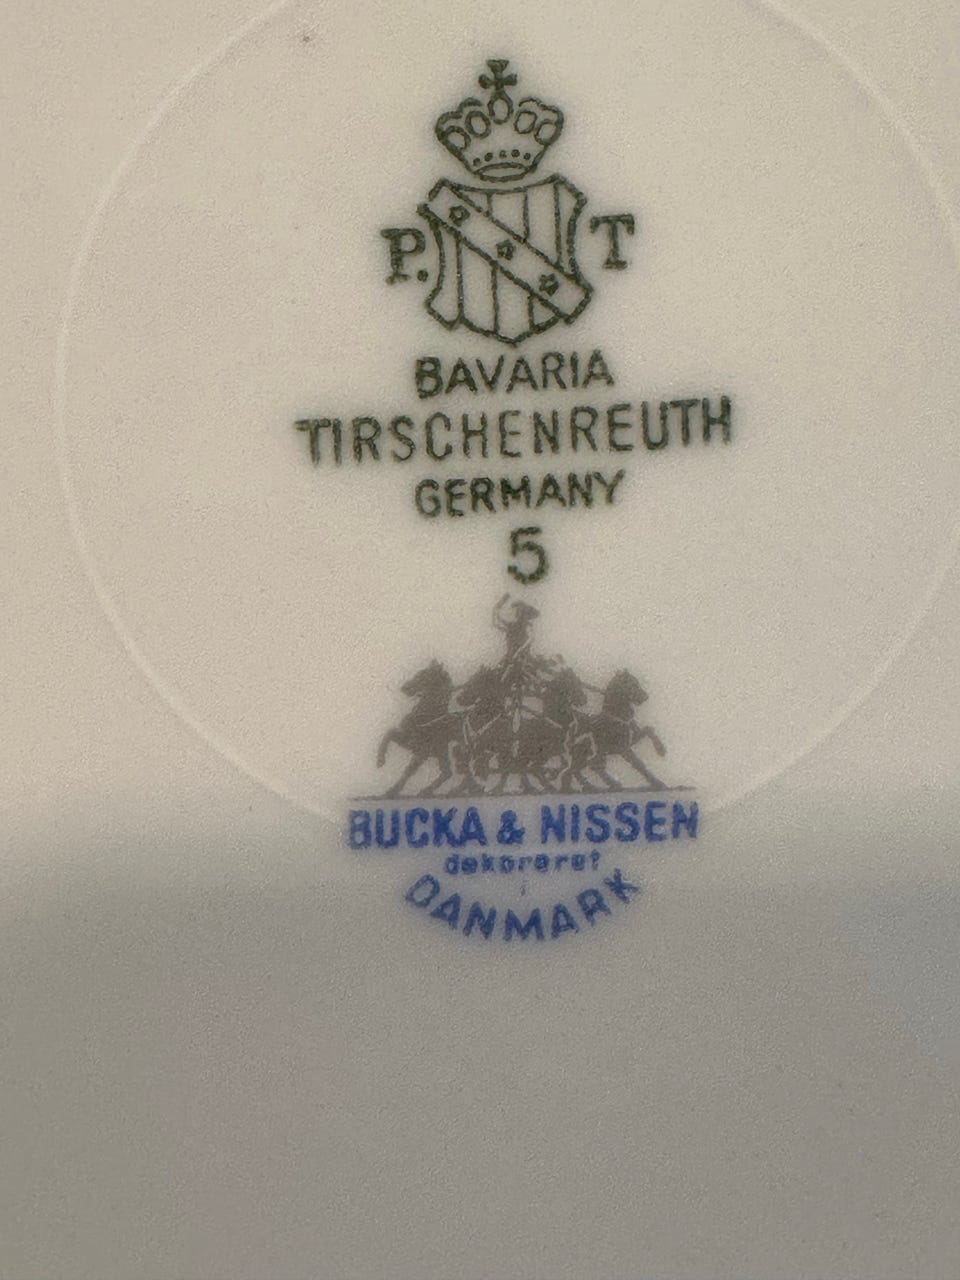 P. T
BAVARIA
TIRSCHENREUTH
GERMANY
5
BUCKA & NISSEN
dekoreret
i
DANMARK